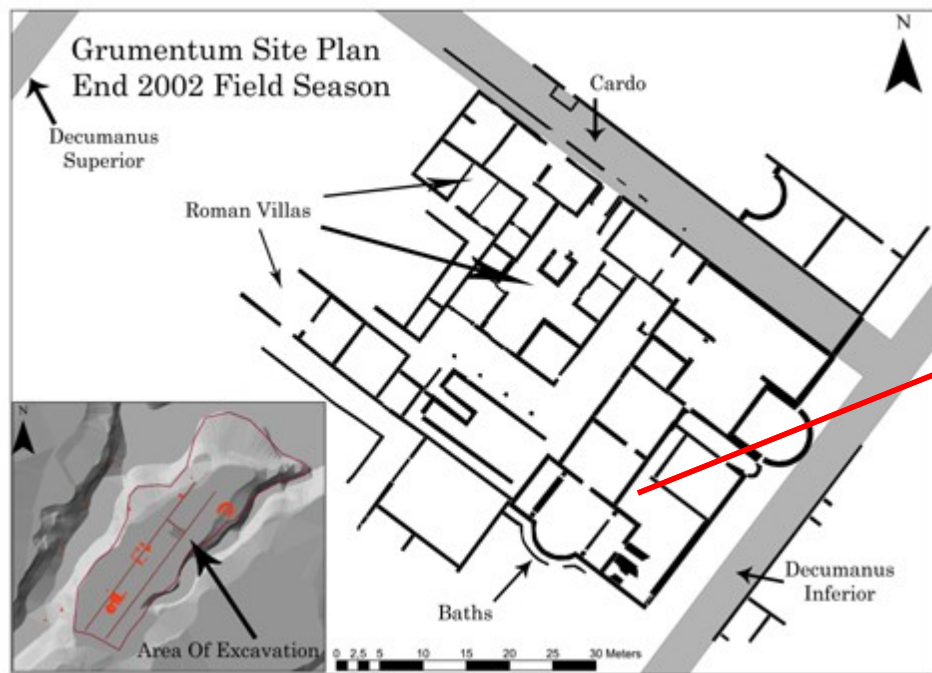 Grumentum Site Plan
End 2002 Field Season
N
Cardo
Decumanus
Superior
Roman Villas
N
Decumanus
Inferior
Baths
Area Of Excavation
0 2,5 5 10 15 20 25 30 Meters